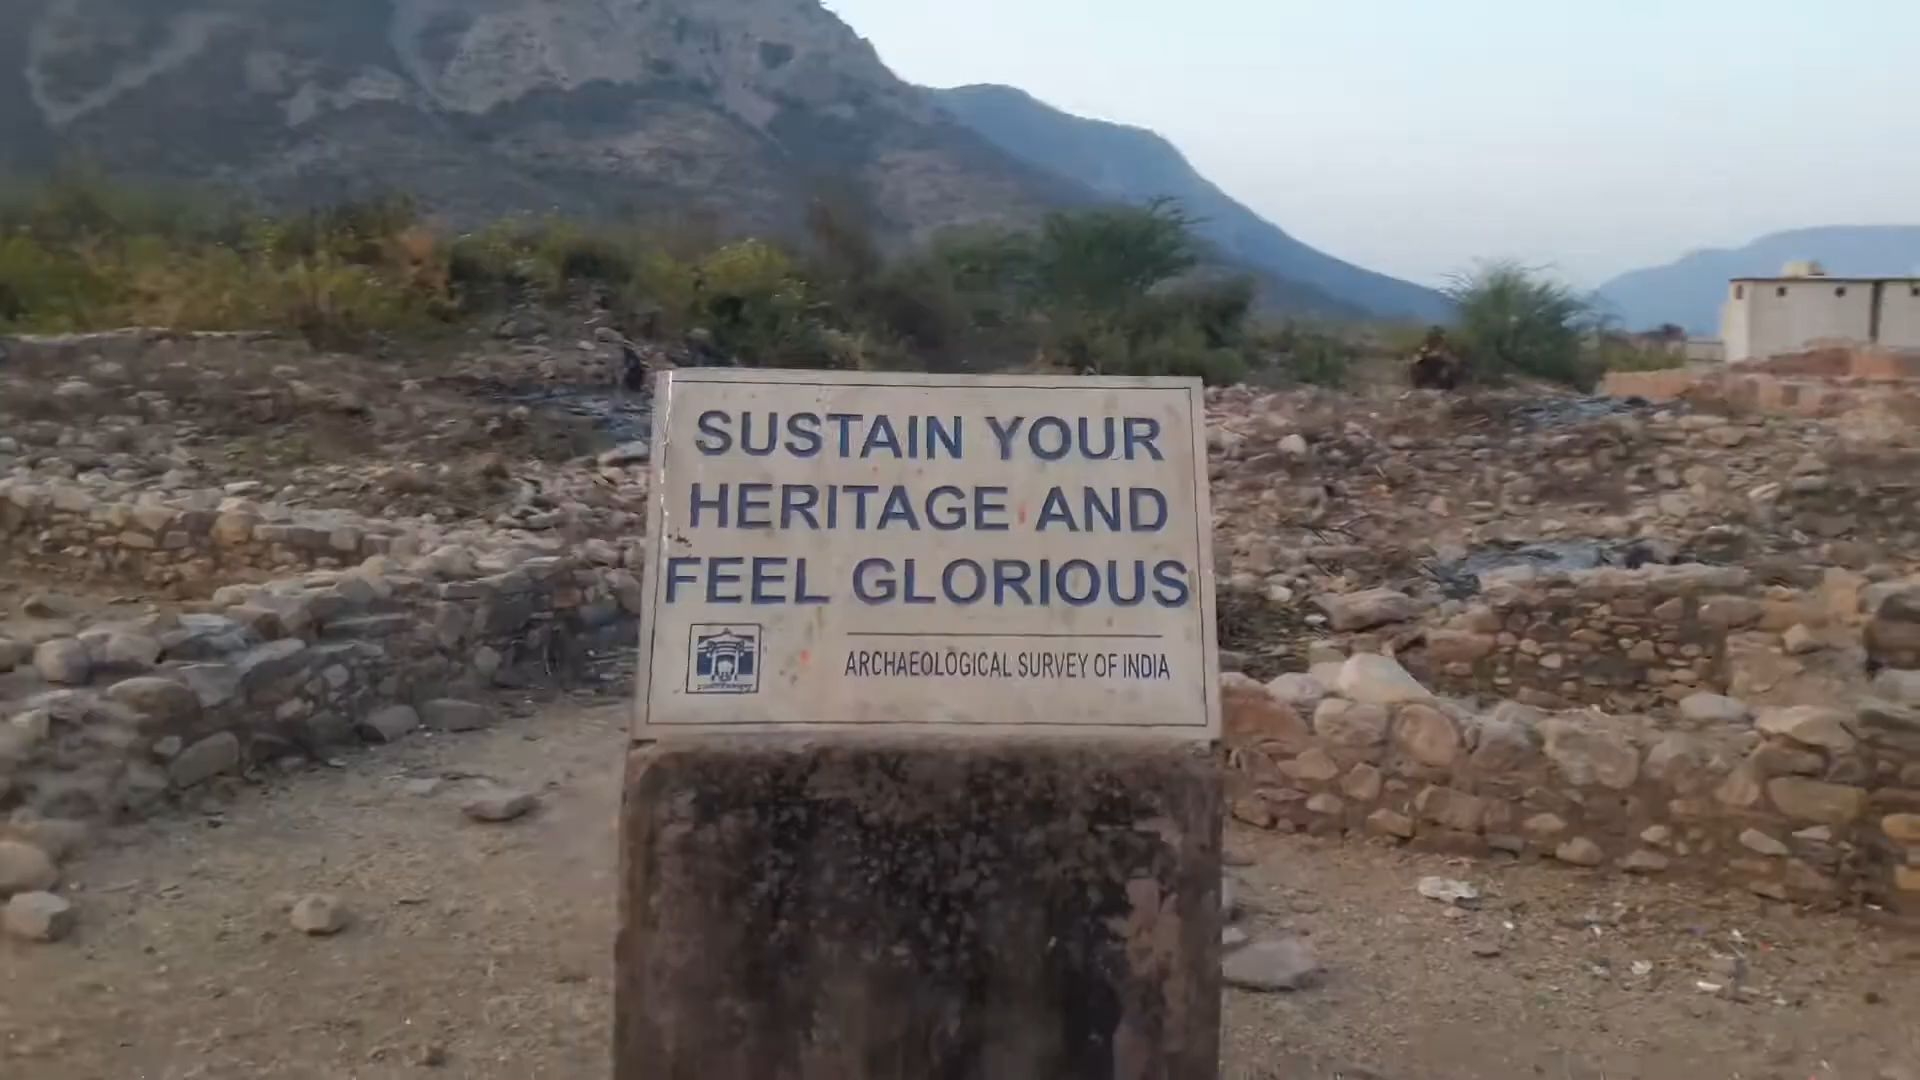 SUSTAIN YOUR
HERITAGE AND
FEEL GLORIOUS
ARCHAEOLOGICAL SURVEY OF INDIA